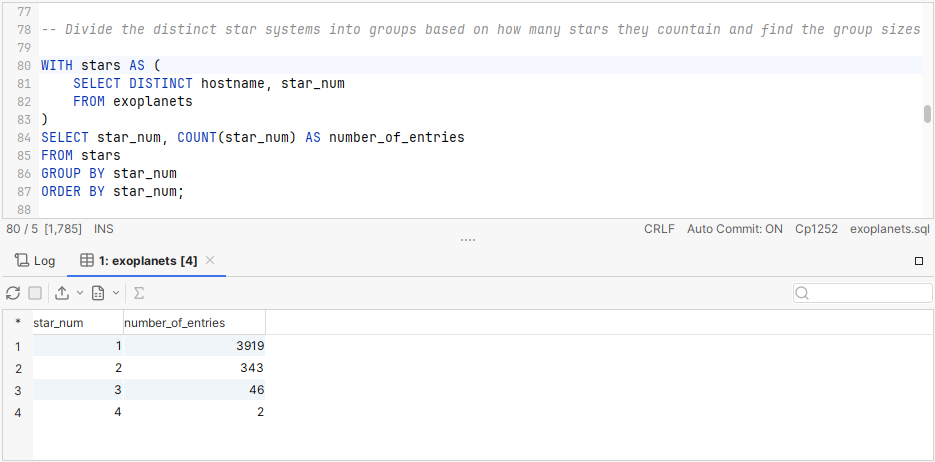 77
78 -- Divide the distinct star systems into groups based on how many stars they countain and find the group sizes
79
80 WITH stars AS (
81 SELECT DISTINCT hostname, star_num
82 FROM exoplanets
83 )
84 SELECT star_num, COUNT(star_num) AS number_of_entries
85 FROM stars
86 GROUP BY star_num
87 ORDER BY star_num;
88
80 / 5 [1,785] INS CRLF Auto Commit: ON Cp1252 exoplanets.sql
Log 1: exoplanets [4]
* star_num number_of_entries
1 1 3919
2 2 343
3 3 46
4 4 2